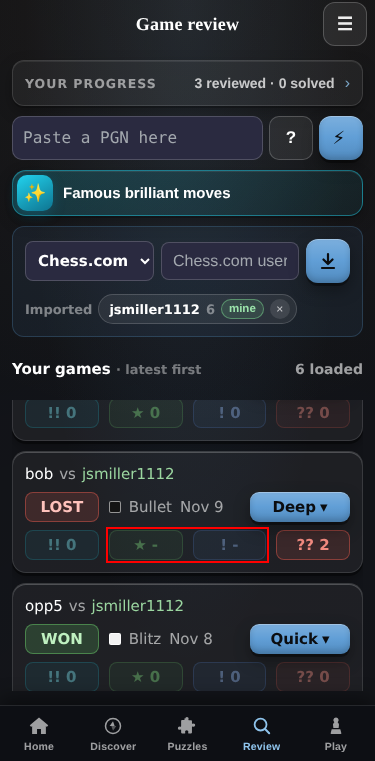 Game review
☰
YOUR PROGRESS 3 reviewed · 0 solved ›
Paste a PGN here ? ⚡
✨ Famous brilliant moves
Chess.com Chess.com user
Imported jsmiller1112 6 mine ×
Your games · latest first 6 loaded
!! 0 ★ 0 ! 0 ?? 0
bob vs jsmiller1112
LOST Bullet Nov 9 Deep ▾
!! 0 ★ - ! - ?? 2
opp5 vs jsmiller1112
WON Blitz Nov 8 Quick ▾
!! 0 ★ 0 ! 0 ?? 0
Home Discover Puzzles Review Play